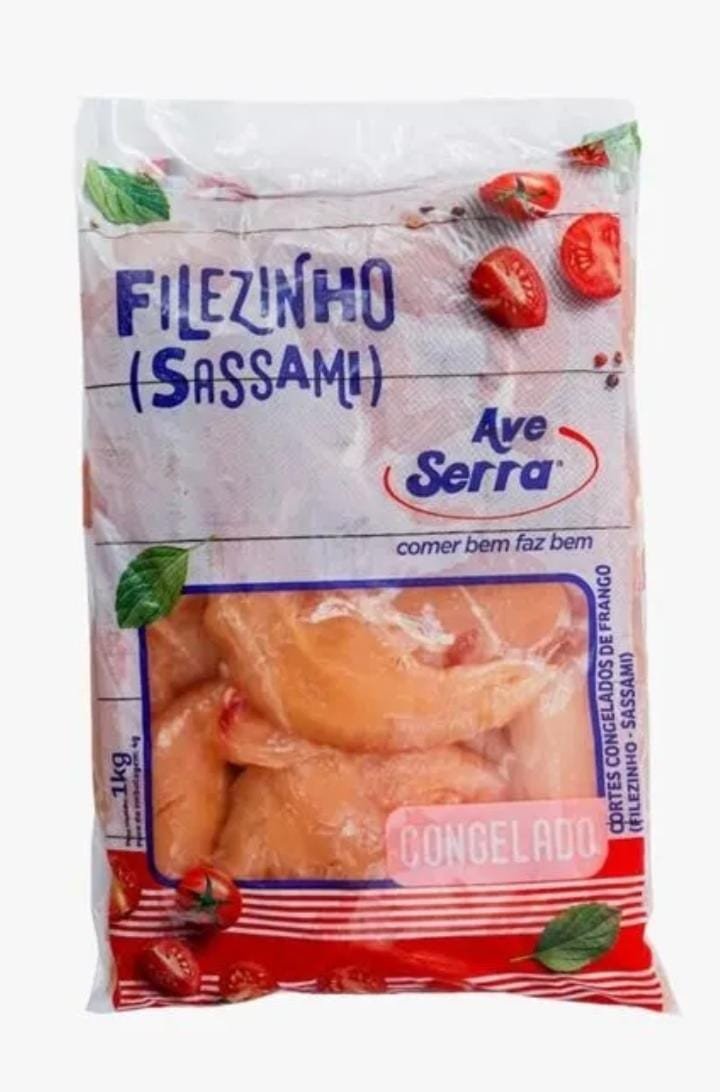 FILEZINHO
(SASSAMI)
Ave
Serra
comer bem faz bem
CORTES CONGELADOS DE FRANGO
(FILEZINHO - SASSAMI)
1kg
CONGELADO